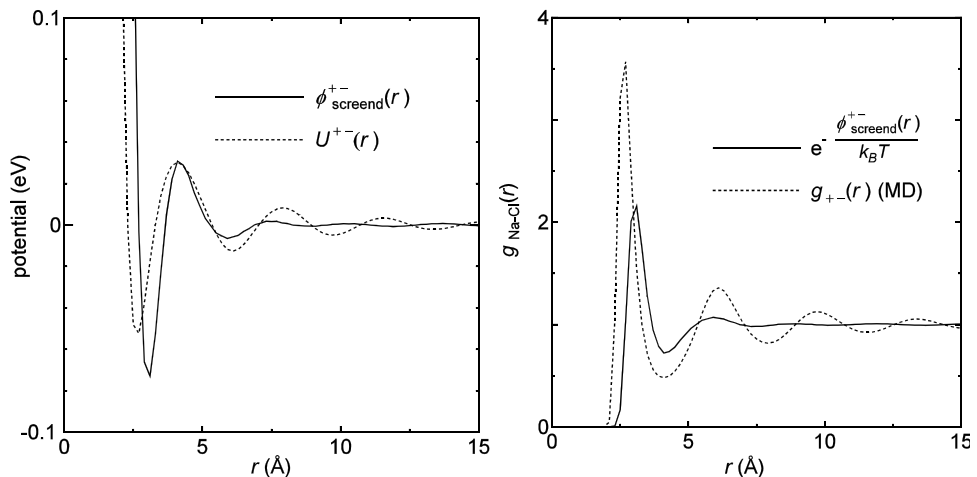 0.1
0
-0.1
potential (eV)
0 5 10 15
r (Å)
ϕ⁺⁻screend(r)
U⁺⁻(r)
4
2
0
g Na-Cl(r)
0 5 10 15
r (Å)
e- ϕ⁺⁻screend(r)
kBT
g+−(r) (MD)